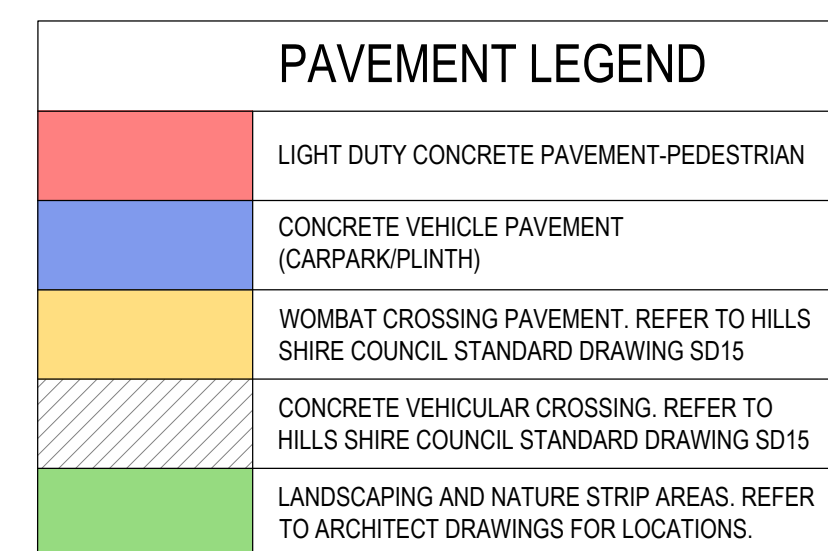 PAVEMENT LEGEND
LIGHT DUTY CONCRETE PAVEMENT-PEDESTRIAN
CONCRETE VEHICLE PAVEMENT
(CARPARK/PLINTH)
WOMBAT CROSSING PAVEMENT. REFER TO HILLS
SHIRE COUNCIL STANDARD DRAWING SD15
CONCRETE VEHICULAR CROSSING. REFER TO
HILLS SHIRE COUNCIL STANDARD DRAWING SD15
LANDSCAPING AND NATURE STRIP AREAS. REFER
TO ARCHITECT DRAWINGS FOR LOCATIONS.